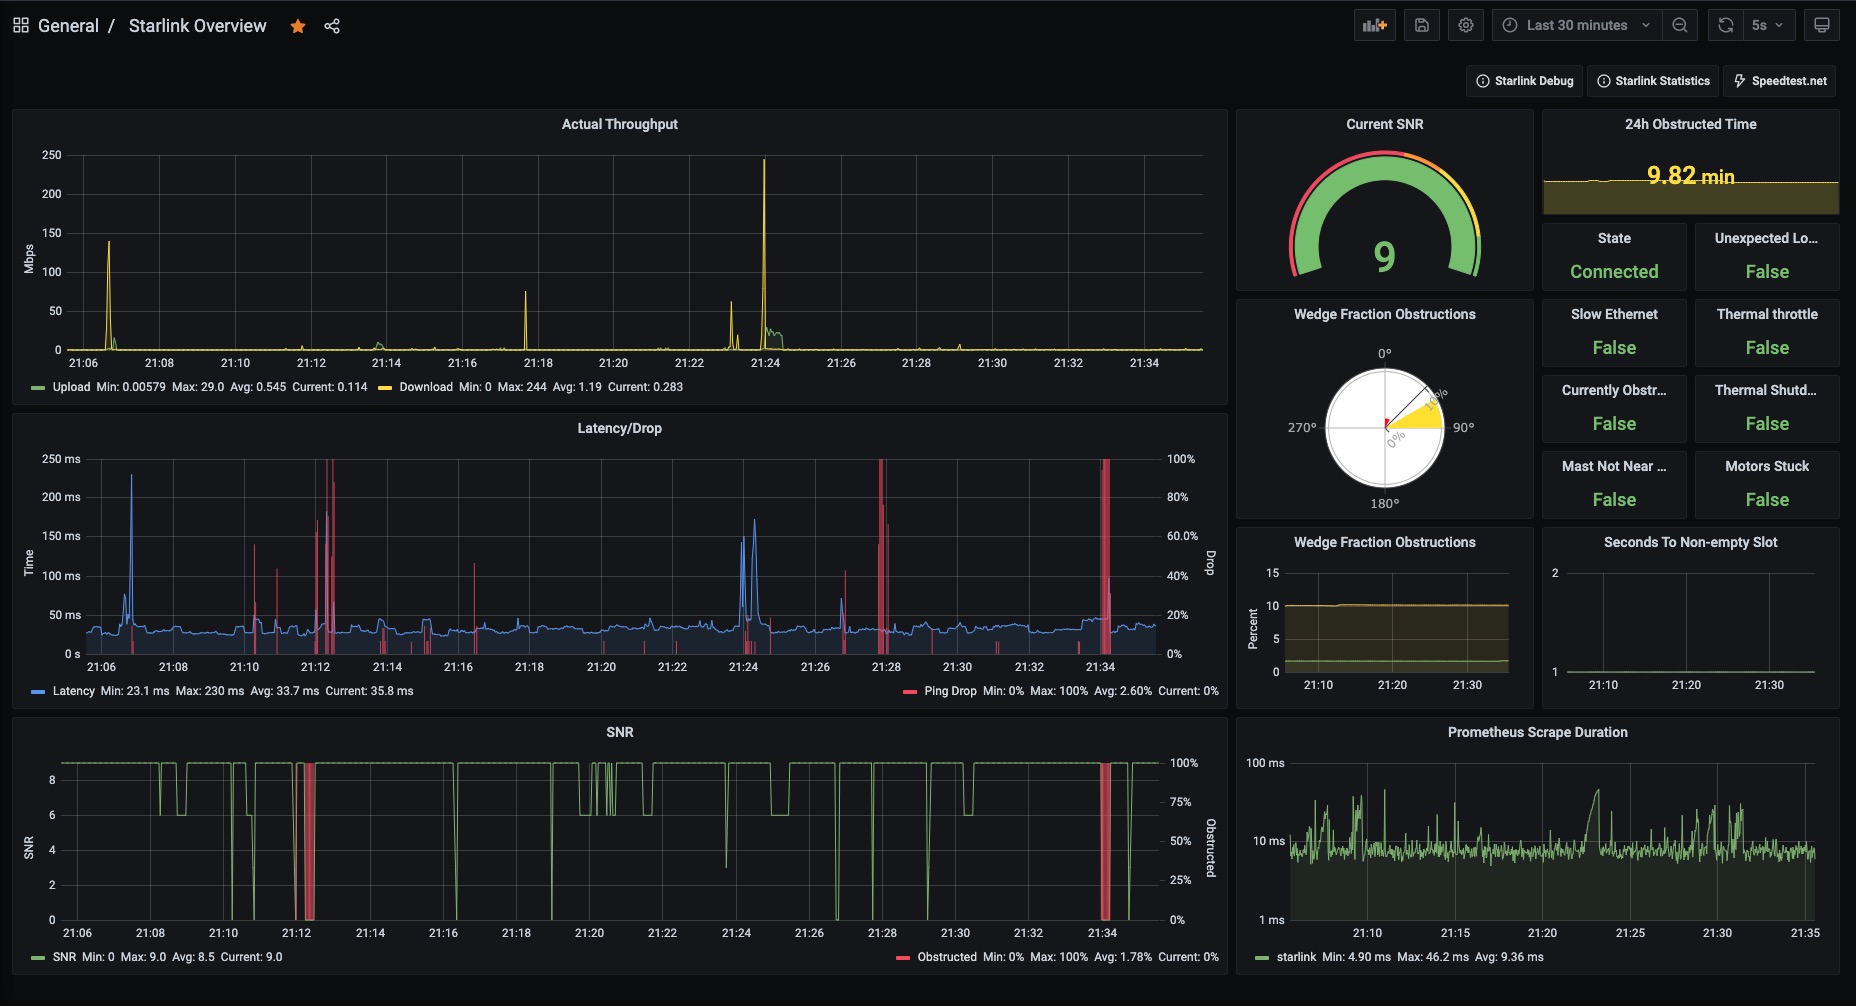 General / Starlink Overview
Last 30 minutes
5s
Starlink Debug
Starlink Statistics
Speedtest.net
Actual Throughput
Mbps
250
200
150
100
50
0
21:06 21:08 21:10 21:12 21:14 21:16 21:18 21:20 21:22 21:24 21:26 21:28 21:30 21:32 21:34
Upload Min: 0.00579 Max: 29.0 Avg: 0.545 Current: 0.114 Download Min: 0 Max: 244 Avg: 1.19 Current: 0.283
Current SNR
9
24h Obstructed Time
9.82 min
State
Connected
Unexpected Lo...
False
Slow Ethernet
False
Thermal throttle
False
Currently Obstr...
False
Thermal Shutd...
False
Mast Not Near ...
False
Motors Stuck
False
Wedge Fraction Obstructions
0°
90°
180°
270°
10%
0%
Latency/Drop
Time
250 ms
200 ms
150 ms
100 ms
50 ms
0 s
Drop
100%
80%
60.0%
40%
20%
0%
21:06 21:08 21:10 21:12 21:14 21:16 21:18 21:20 21:22 21:24 21:26 21:28 21:30 21:32 21:34
Latency Min: 23.1 ms Max: 230 ms Avg: 33.7 ms Current: 35.8 ms
Ping Drop Min: 0% Max: 100% Avg: 2.60% Current: 0%
Wedge Fraction Obstructions
Percent
15
10
5
0
21:10 21:20 21:30
Seconds To Non-empty Slot
2
1
21:10 21:20 21:30
SNR
SNR
8
6
4
2
0
Obstructed
100%
75%
50%
25%
0%
21:06 21:08 21:10 21:12 21:14 21:16 21:18 21:20 21:22 21:24 21:26 21:28 21:30 21:32 21:34
SNR Min: 0 Max: 9.0 Avg: 8.5 Current: 9.0
Obstructed Min: 0% Max: 100% Avg: 1.78% Current: 0%
Prometheus Scrape Duration
100 ms
10 ms
1 ms
21:10 21:15 21:20 21:25 21:30 21:35
starlink Min: 4.90 ms Max: 46.2 ms Avg: 9.36 ms